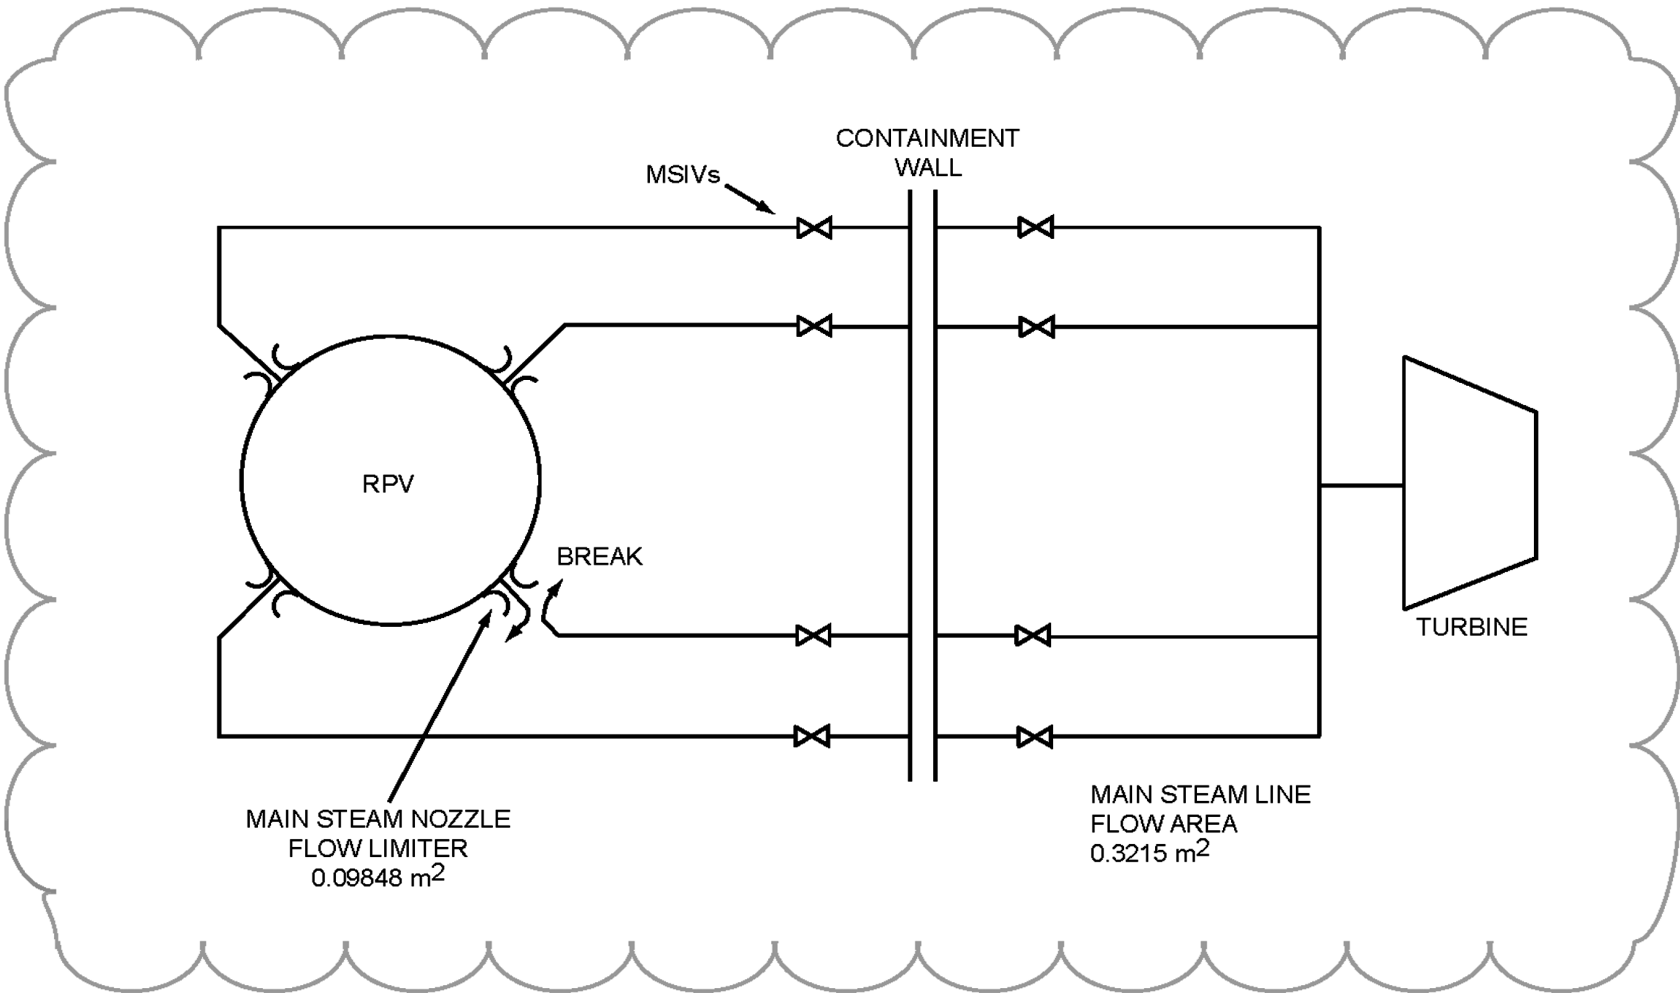 CONTAINMENT
WALL
MSIVs
RPV
BREAK
TURBINE
MAIN STEAM NOZZLE
FLOW LIMITER
0.09848 m2
MAIN STEAM LINE
FLOW AREA
0.3215 m2